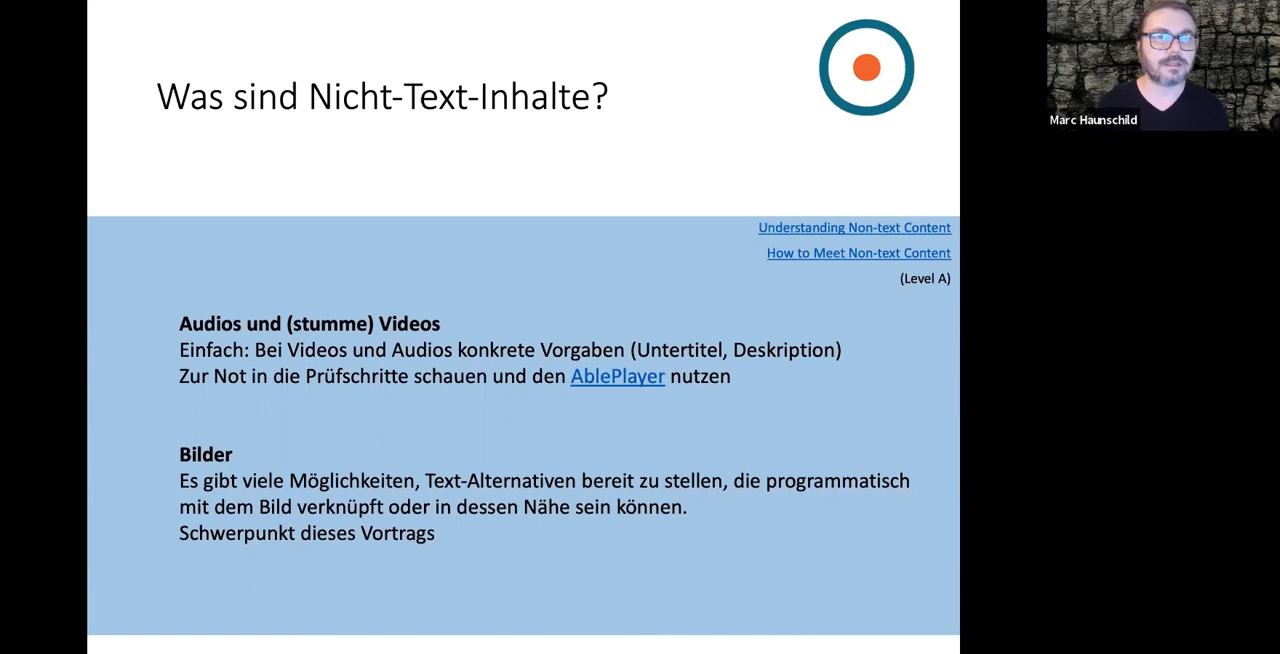 Was sind Nicht-Text-Inhalte?
Marc Haunschild
Understanding Non-text Content
How to Meet Non-text Content
(Level A)
Audios und (stumme) Videos
Einfach: Bei Videos und Audios konkrete Vorgaben (Untertitel, Deskription)
Zur Not in die Prüfschritte schauen und den AblePlayer nutzen
Bilder
Es gibt viele Möglichkeiten, Text-Alternativen bereit zu stellen, die programmatisch
mit dem Bild verknüpft oder in dessen Nähe sein können.
Schwerpunkt dieses Vortrags